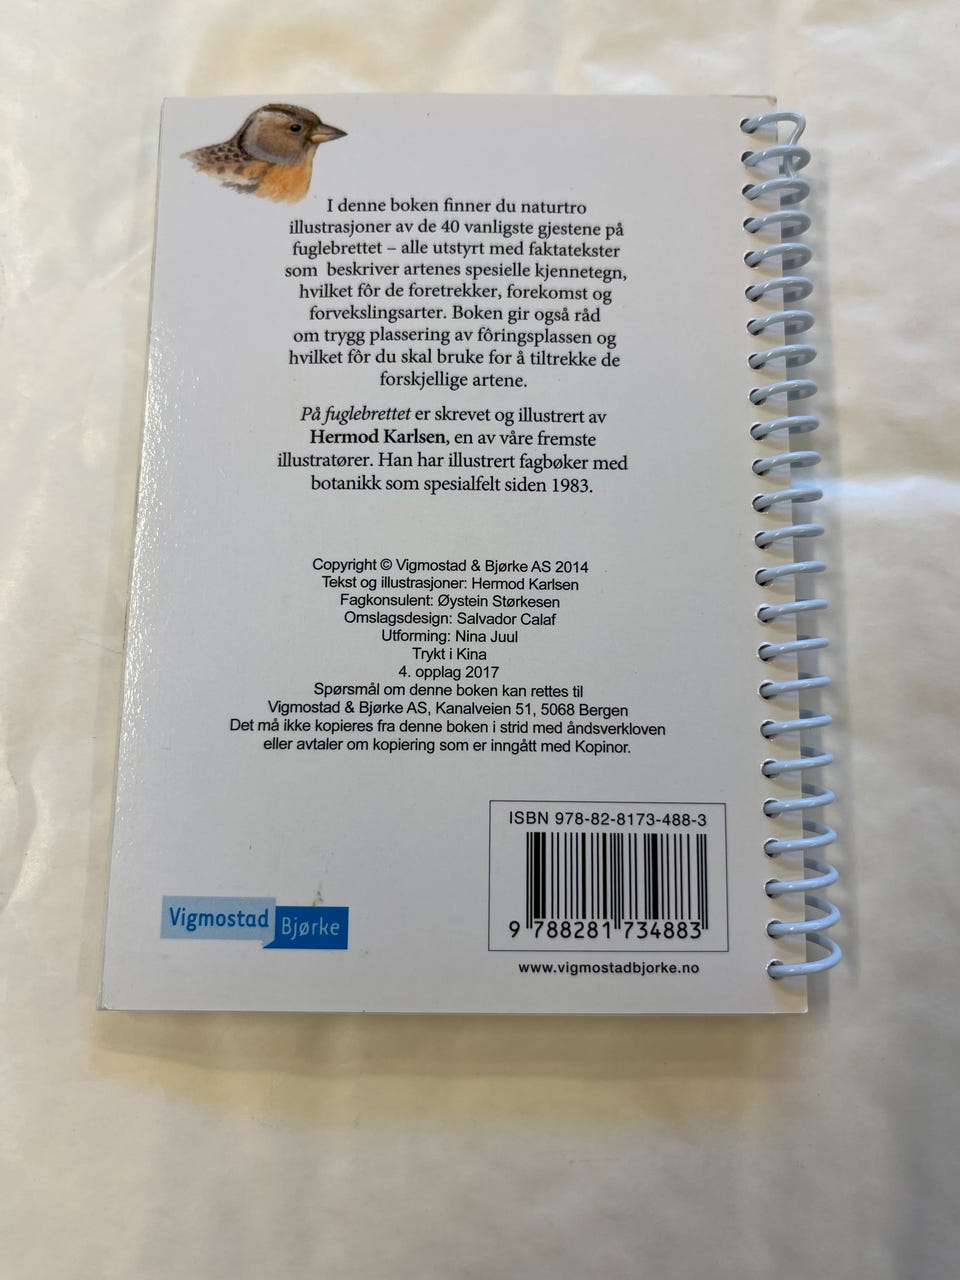 I denne boken finner du naturtro
illustrasjoner av de 40 vanligste gjestene på
fuglebrettet – alle utstyrt med faktatekster
som beskriver artenes spesielle kjennetegn,
hvilket fôr de foretrekker, forekomst og
forvekslingsarter. Boken gir også råd
om trygg plassering av fôringsplassen og
hvilket fôr du skal bruke for å tiltrekke de
forskjellige artene.
På fuglebrettet er skrevet og illustrert av
Hermod Karlsen, en av våre fremste
illustratører. Han har illustrert fagbøker med
botanikk som spesialfelt siden 1983.
Copyright © Vigmostad & Bjørke AS 2014
Tekst og illustrasjoner: Hermod Karlsen
Fagkonsulent: Øystein Størkesen
Omslagsdesign: Salvador Calaf
Utforming: Nina Juul
Trykt i Kina
4. opplag 2017
Spørsmål om denne boken kan rettes til
Vigmostad & Bjørke AS, Kanalveien 51, 5068 Bergen
Det må ikke kopieres fra denne boken i strid med åndsverkloven
eller avtaler om kopiering som er inngått med Kopinor.
ISBN 978-82-8173-488-3
9 788281 734883
www.vigmostadbjorke.no
Vigmostad
Bjørke